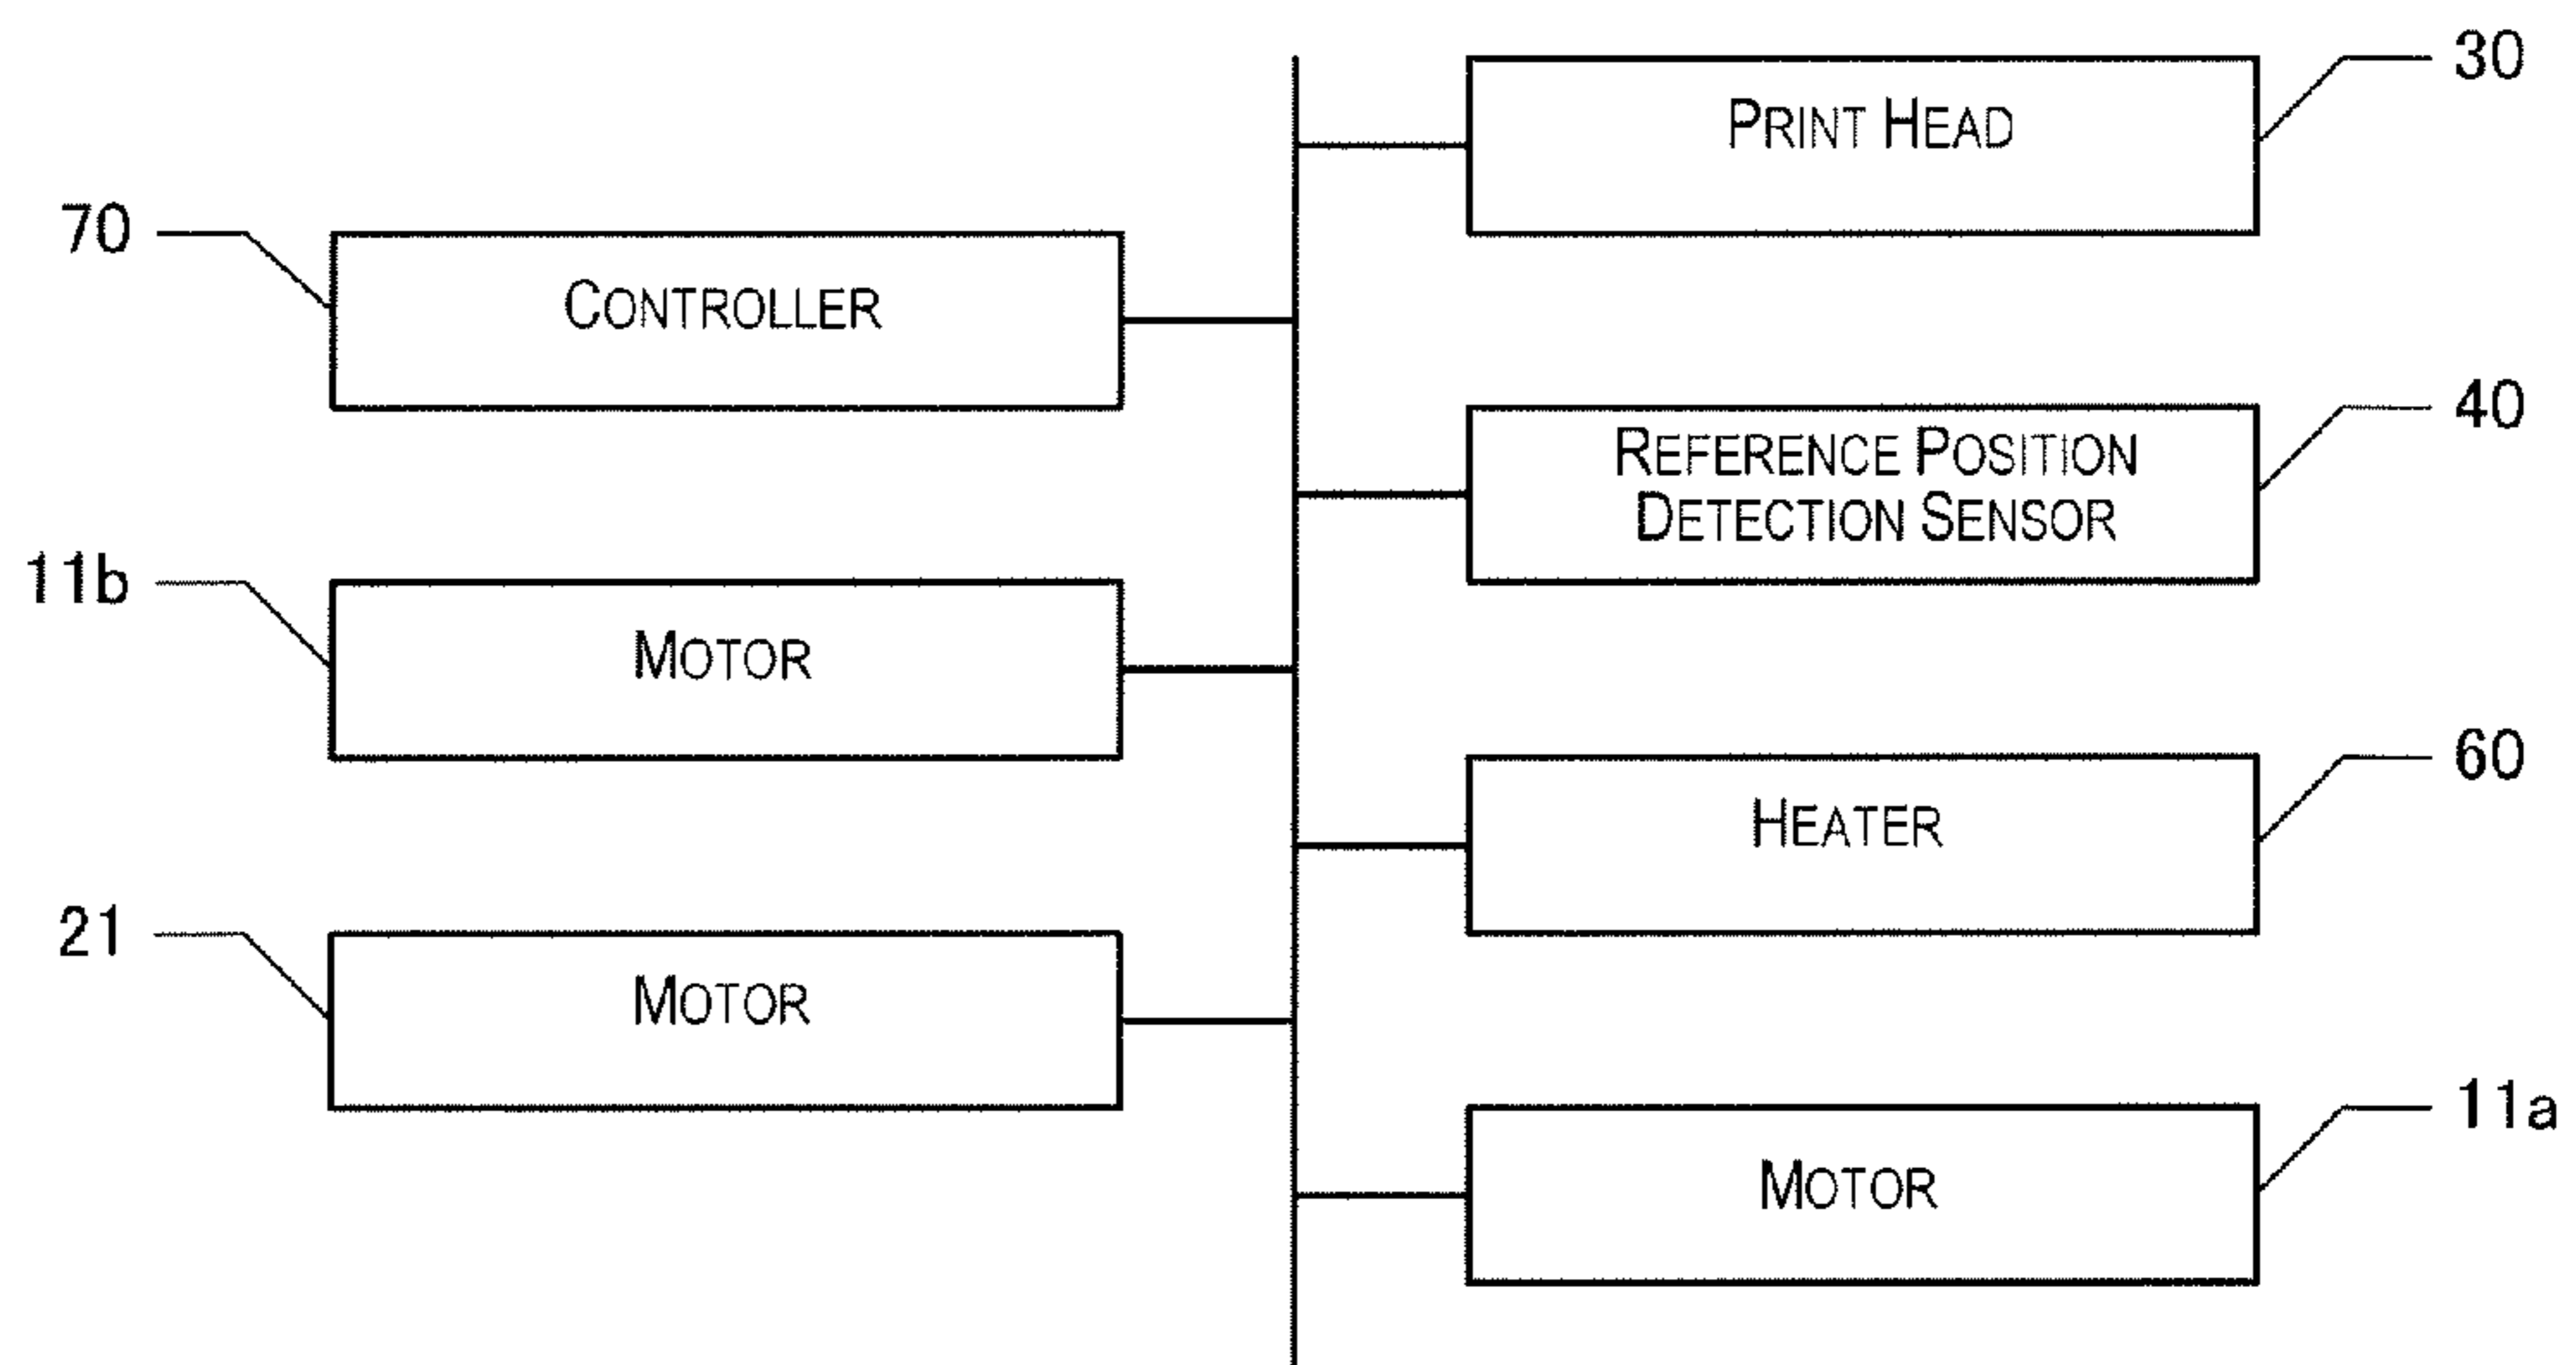 30
PRINT HEAD
70
CONTROLLER
40
REFERENCE POSITION
DETECTION SENSOR
11b
MOTOR
60
HEATER
21
MOTOR
11a
MOTOR